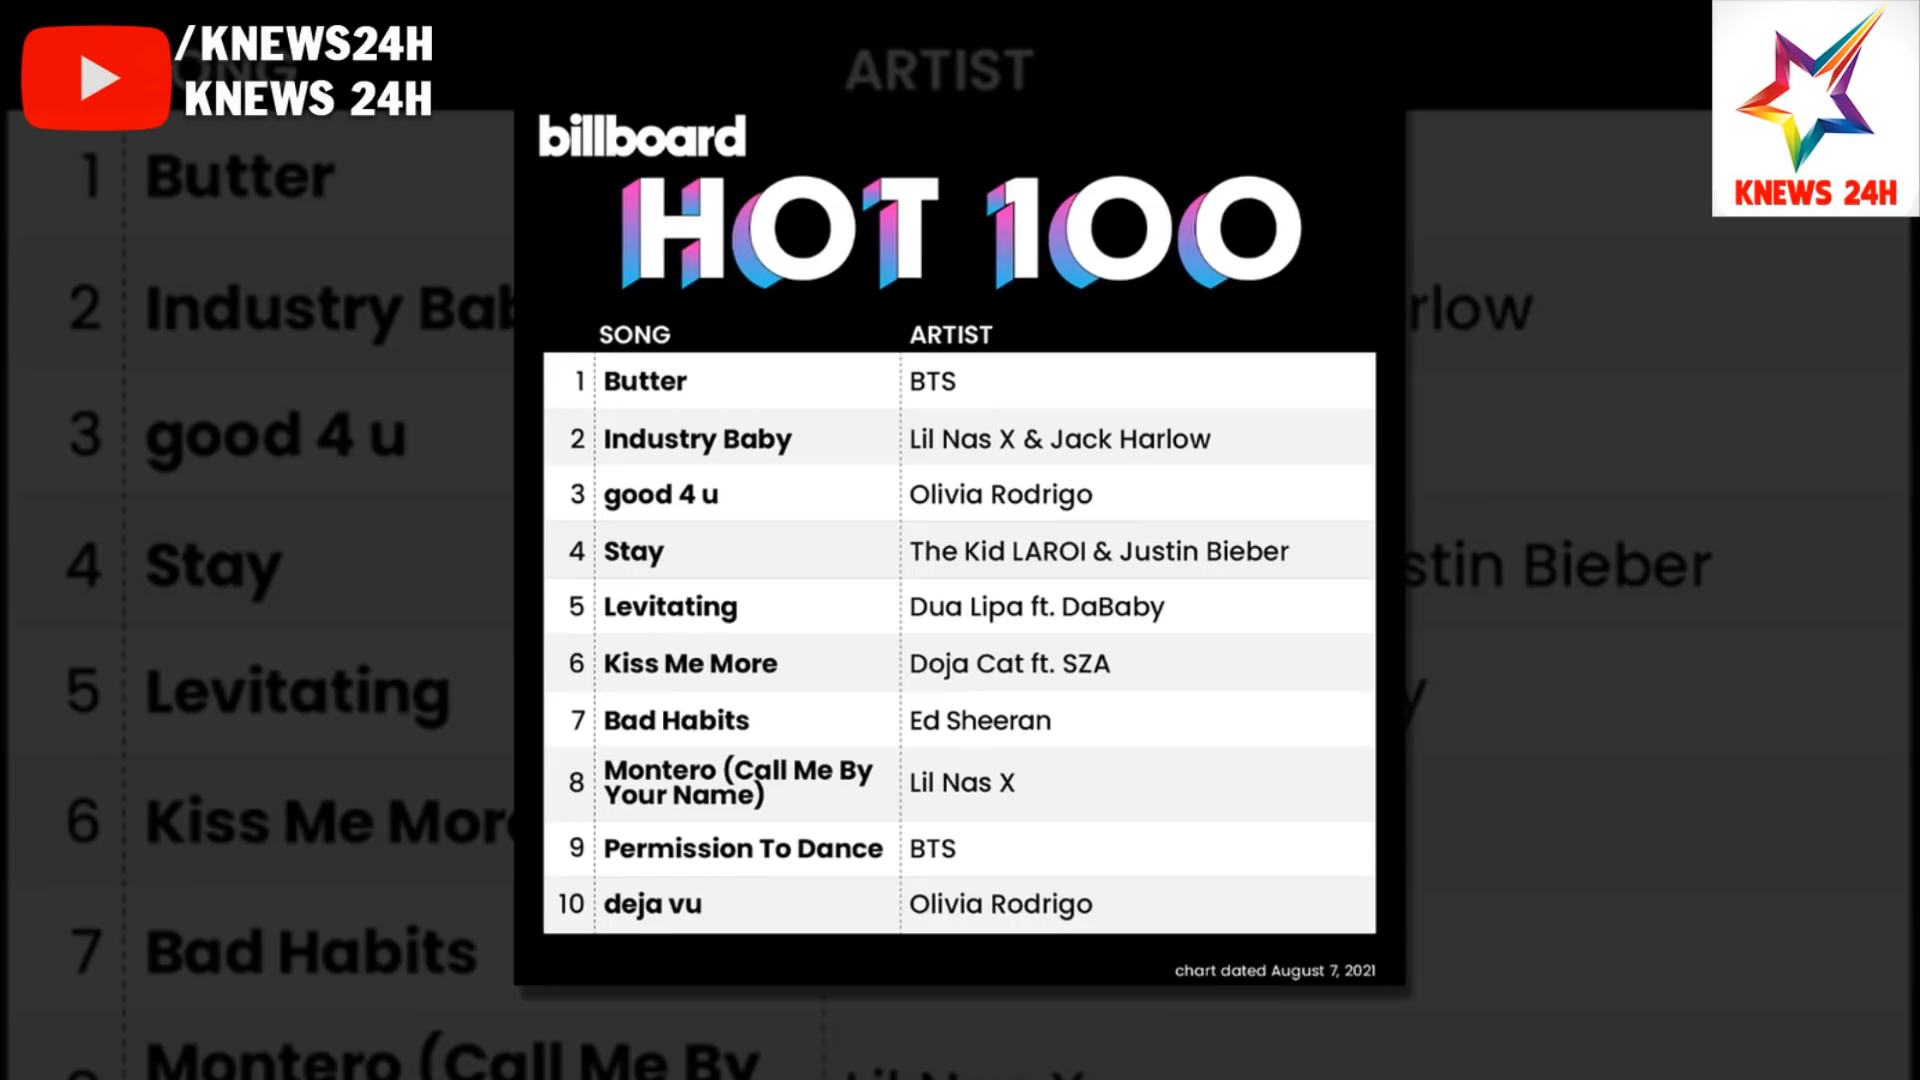 /KNEWS24H
KNEWS 24H
SONG
ARTIST
KNEWS 24H
billboard
HOT 100
SONG ARTIST
1 Butter BTS
2 Industry Baby Lil Nas X & Jack Harlow
3 good 4 u Olivia Rodrigo
4 Stay The Kid LAROI & Justin Bieber
5 Levitating Dua Lipa ft. DaBaby
6 Kiss Me More Doja Cat ft. SZA
7 Bad Habits Ed Sheeran
8 Montero (Call Me By
Your Name) Lil Nas X
9 Permission To Dance BTS
10 deja vu Olivia Rodrigo
chart dated August 7, 2021
1 Butter
2 Industry Bab rlow
3 good 4 u
4 Stay stin Bieber
5 Levitating y
6 Kiss Me More
7 Bad Habits
Montero (Call Me By
Lil Nas X